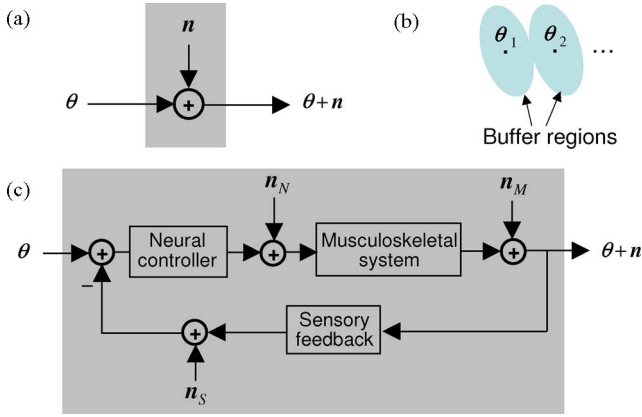 (a)
n
θ
+
θ+n
(b)
θ1 θ2 ...
Buffer regions
(c)
n_N n_M
θ
+
Neural
controller
+
Musculoskeletal
system
+
θ+n
−
+
Sensory
feedback
n_S